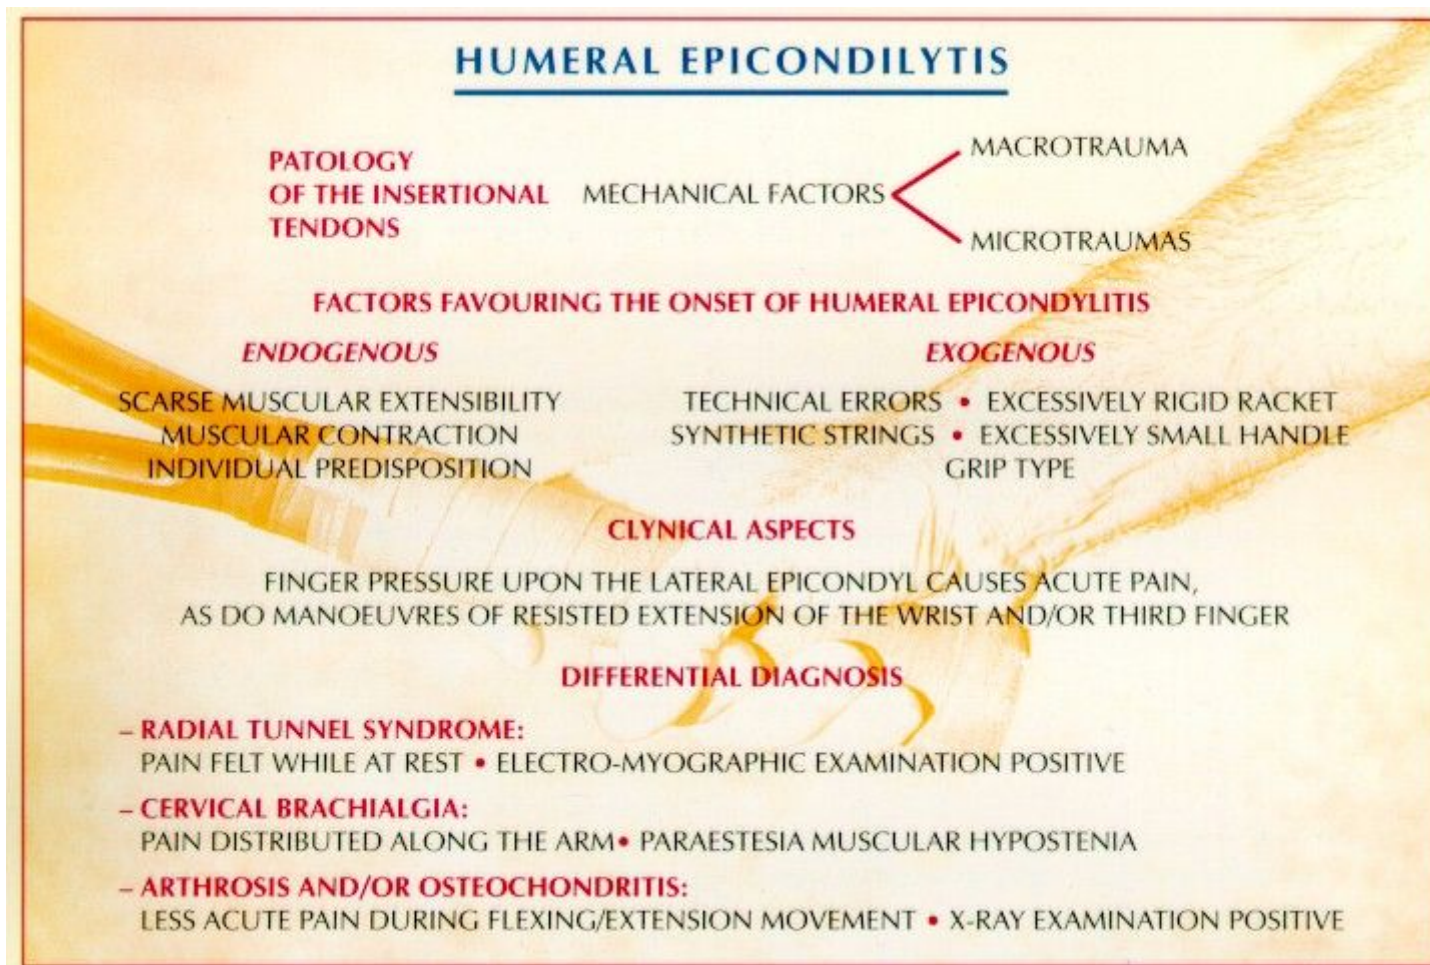 HUMERAL EPICONDILYTIS
PATOLOGY
OF THE INSERTIONAL
TENDONS
MECHANICAL FACTORS
MACROTRAUMA
MICROTRAUMAS
FACTORS FAVOURING THE ONSET OF HUMERAL EPICONDYLITIS
ENDOGENOUS
SCARSE MUSCULAR EXTENSIBILITY
MUSCULAR CONTRACTION
INDIVIDUAL PREDISPOSITION
EXOGENOUS
TECHNICAL ERRORS • EXCESSIVELY RIGID RACKET
SYNTHETIC STRINGS • EXCESSIVELY SMALL HANDLE
GRIP TYPE
CLYNICAL ASPECTS
FINGER PRESSURE UPON THE LATERAL EPICONDYL CAUSES ACUTE PAIN,
AS DO MANOEUVRES OF RESISTED EXTENSION OF THE WRIST AND/OR THIRD FINGER
DIFFERENTIAL DIAGNOSIS
– RADIAL TUNNEL SYNDROME:
PAIN FELT WHILE AT REST • ELECTRO-MYOGRAPHIC EXAMINATION POSITIVE
– CERVICAL BRACHIALGIA:
PAIN DISTRIBUTED ALONG THE ARM• PARAESTESIA MUSCULAR HYPOSTENIA
– ARTHROSIS AND/OR OSTEOCHONDRITIS:
LESS ACUTE PAIN DURING FLEXING/EXTENSION MOVEMENT • X-RAY EXAMINATION POSITIVE